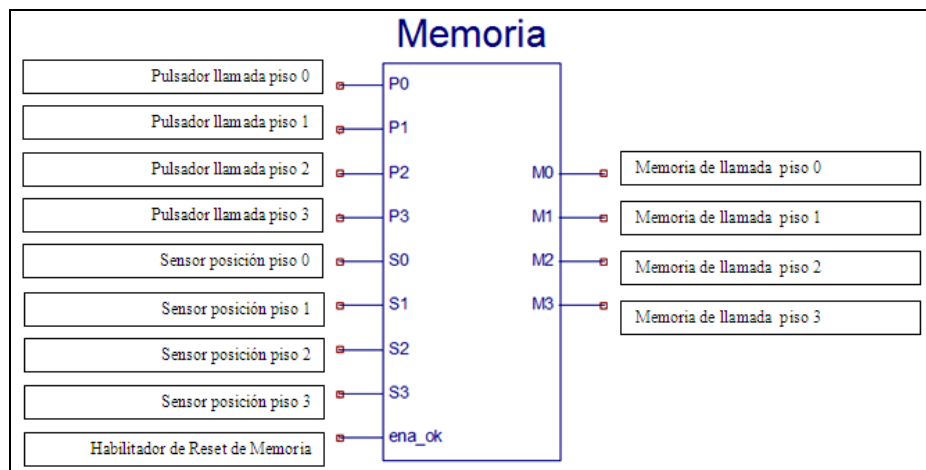 Memoria
Pulsador llamada piso 0
P0
Pulsador llamada piso 1
P1
Pulsador llamada piso 2
P2
M0
Memoria de llamada piso 0
Pulsador llamada piso 3
P3
M1
Memoria de llamada piso 1
Sensor posición piso 0
S0
M2
Memoria de llamada piso 2
Sensor posición piso 1
S1
M3
Memoria de llamada piso 3
Sensor posición piso 2
S2
Sensor posición piso 3
S3
Habilitador de Reset de Memoria
ena_ok